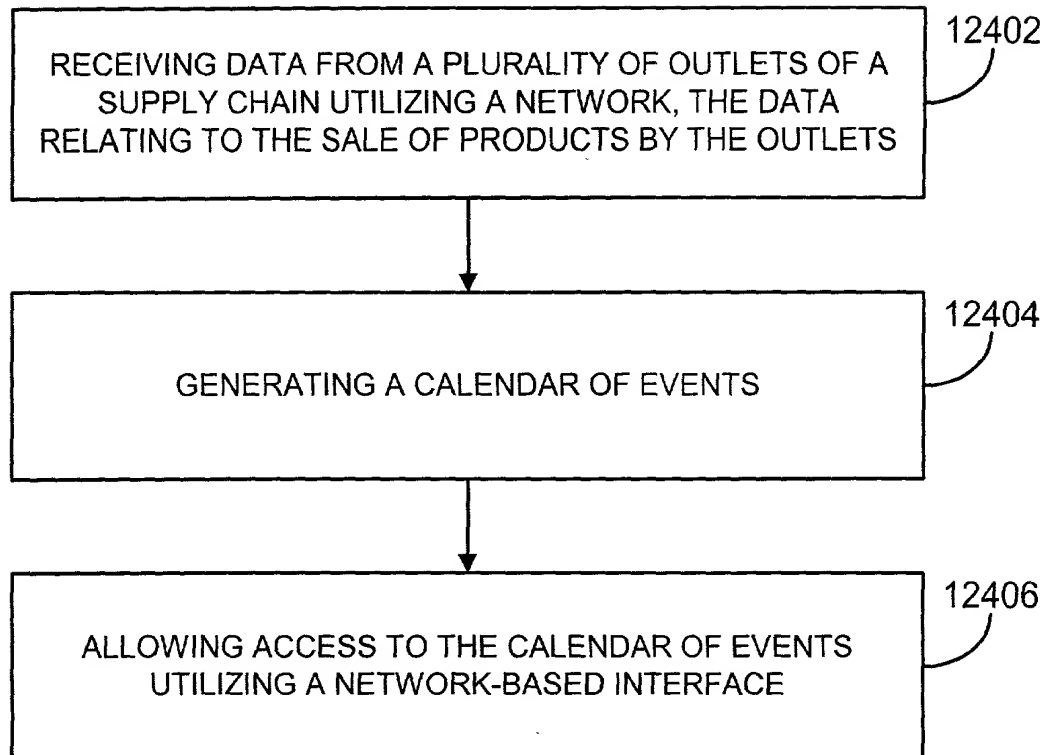 12402
RECEIVING DATA FROM A PLURALITY OF OUTLETS OF A
SUPPLY CHAIN UTILIZING A NETWORK, THE DATA
RELATING TO THE SALE OF PRODUCTS BY THE OUTLETS
12404
GENERATING A CALENDAR OF EVENTS
12406
ALLOWING ACCESS TO THE CALENDAR OF EVENTS
UTILIZING A NETWORK-BASED INTERFACE